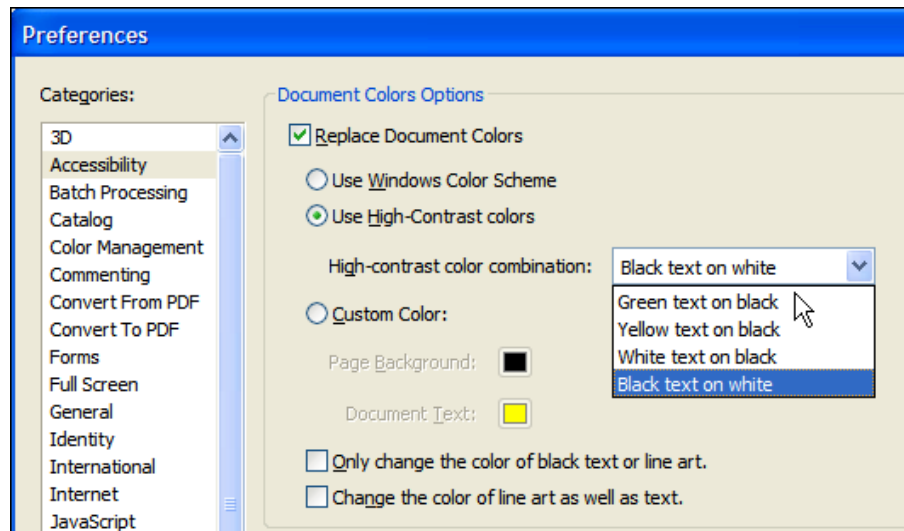 Preferences
Categories:
3D
Accessibility
Batch Processing
Catalog
Color Management
Commenting
Convert From PDF
Convert To PDF
Forms
Full Screen
General
Identity
International
Internet
JavaScript
Document Colors Options
Replace Document Colors
Use Windows Color Scheme
Use High-Contrast colors
High-contrast color combination: Black text on white
Green text on black
Yellow text on black
White text on black
Black text on white
Custom Color:
Page Background:
Document Text:
Only change the color of black text or line art.
Change the color of line art as well as text.